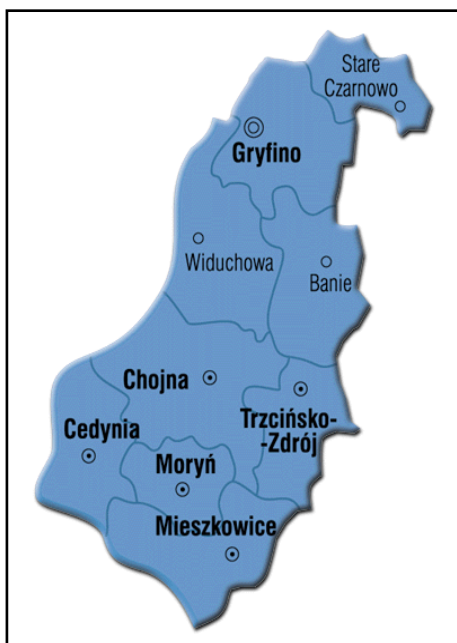 Stare
Czarnowo
Gryfino
Widuchowa
Banie
Chojna
Trzcińsko-
-Zdrój
Cedynia
Moryń
Mieszkowice